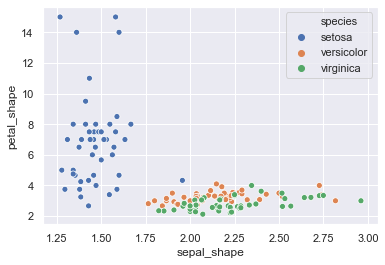 species
setosa
versicolor
virginica
petal_shape
14
12
10
8
6
4
2
1.25
1.50
1.75
2.00
2.25
2.50
2.75
3.00
sepal_shape